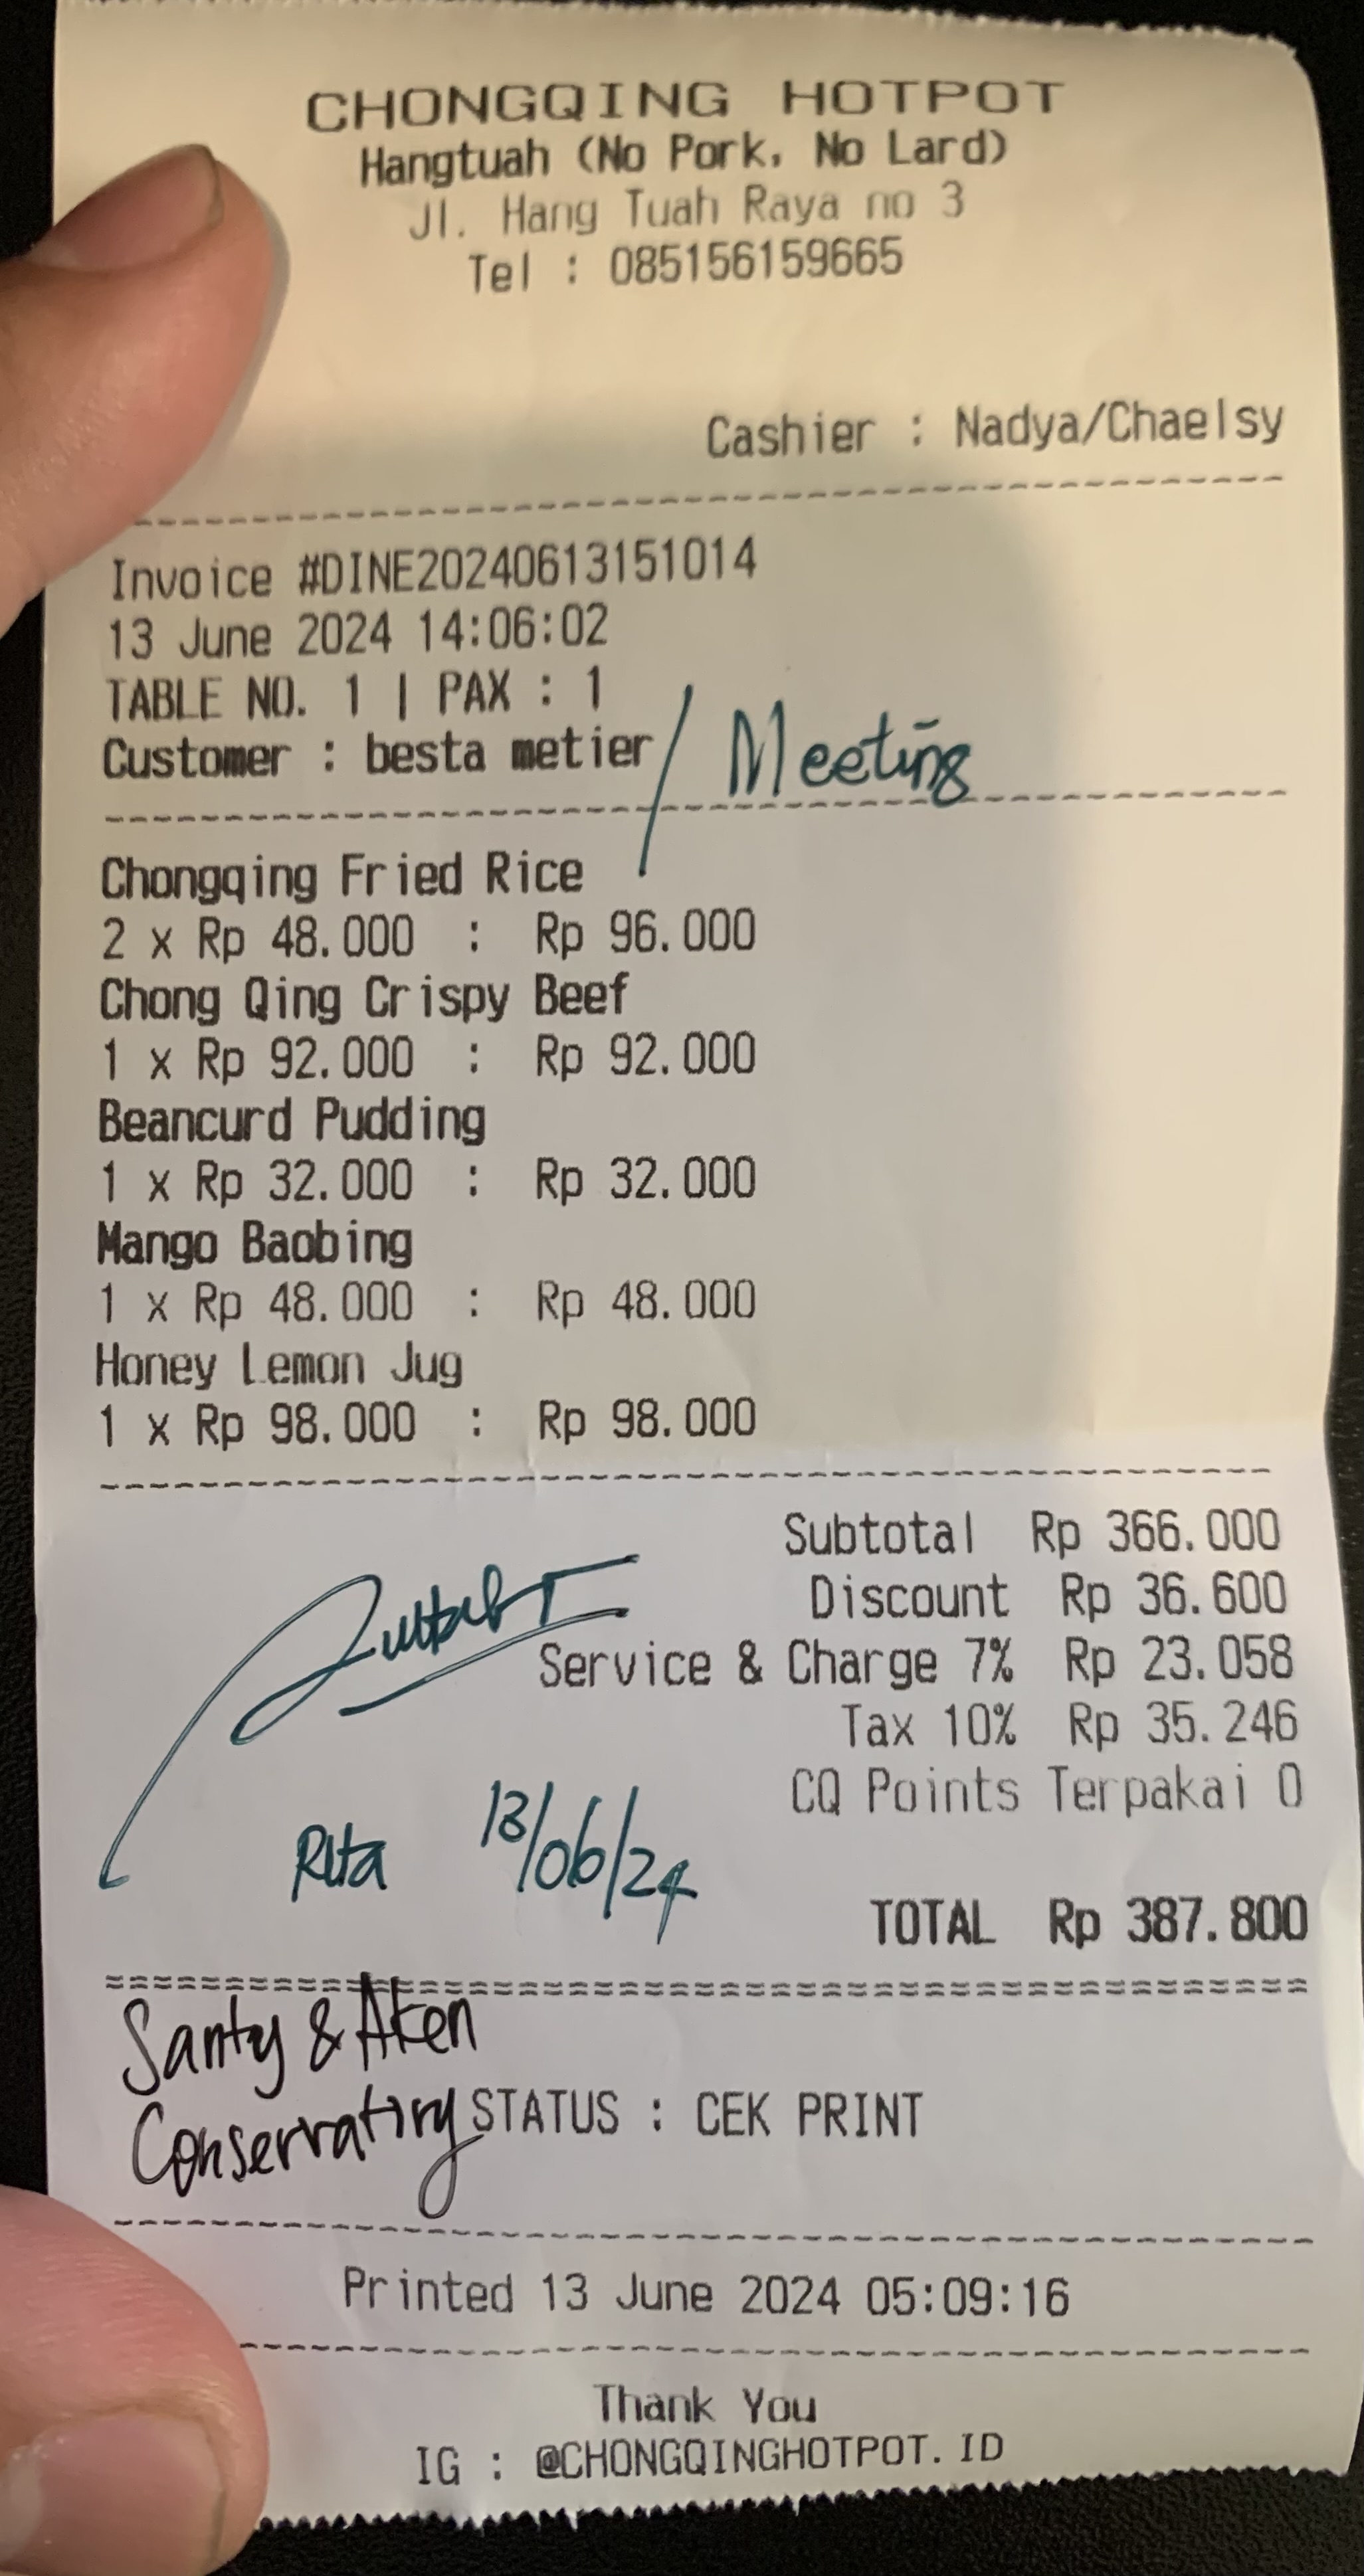 CHONGQING HOTPOT
Hangtuah (No Pork, No Lard)
Jl. Hang Tuah Raya no 3
Tel : 085156159665
Cashier : Nadya/Chaelsy
Invoice #DINE20240613151014
13 June 2024 14:06:02
TABLE NO. 1 | PAX : 1
Customer : besta metier / Meeting
Chongqing Fried Rice
2 x Rp 48.000 : Rp 96.000
Chong Qing Crispy Beef
1 x Rp 92.000 : Rp 92.000
Beancurd Pudding
1 x Rp 32.000 : Rp 32.000
Mango Baobing
1 x Rp 48.000 : Rp 48.000
Honey Lemon Jug
1 x Rp 98.000 : Rp 98.000
Subtotal Rp 366.000
Discount Rp 36.600
Service & Charge 7% Rp 23.058
Tax 10% Rp 35.246
CQ Points Terpakai 0
Rita 13/06/24
TOTAL Rp 387.800
Santy & Aken
Conservatiry STATUS : CEK PRINT
Printed 13 June 2024 05:09:16
Thank You
IG : @CHONGQINGHOTPOT.ID